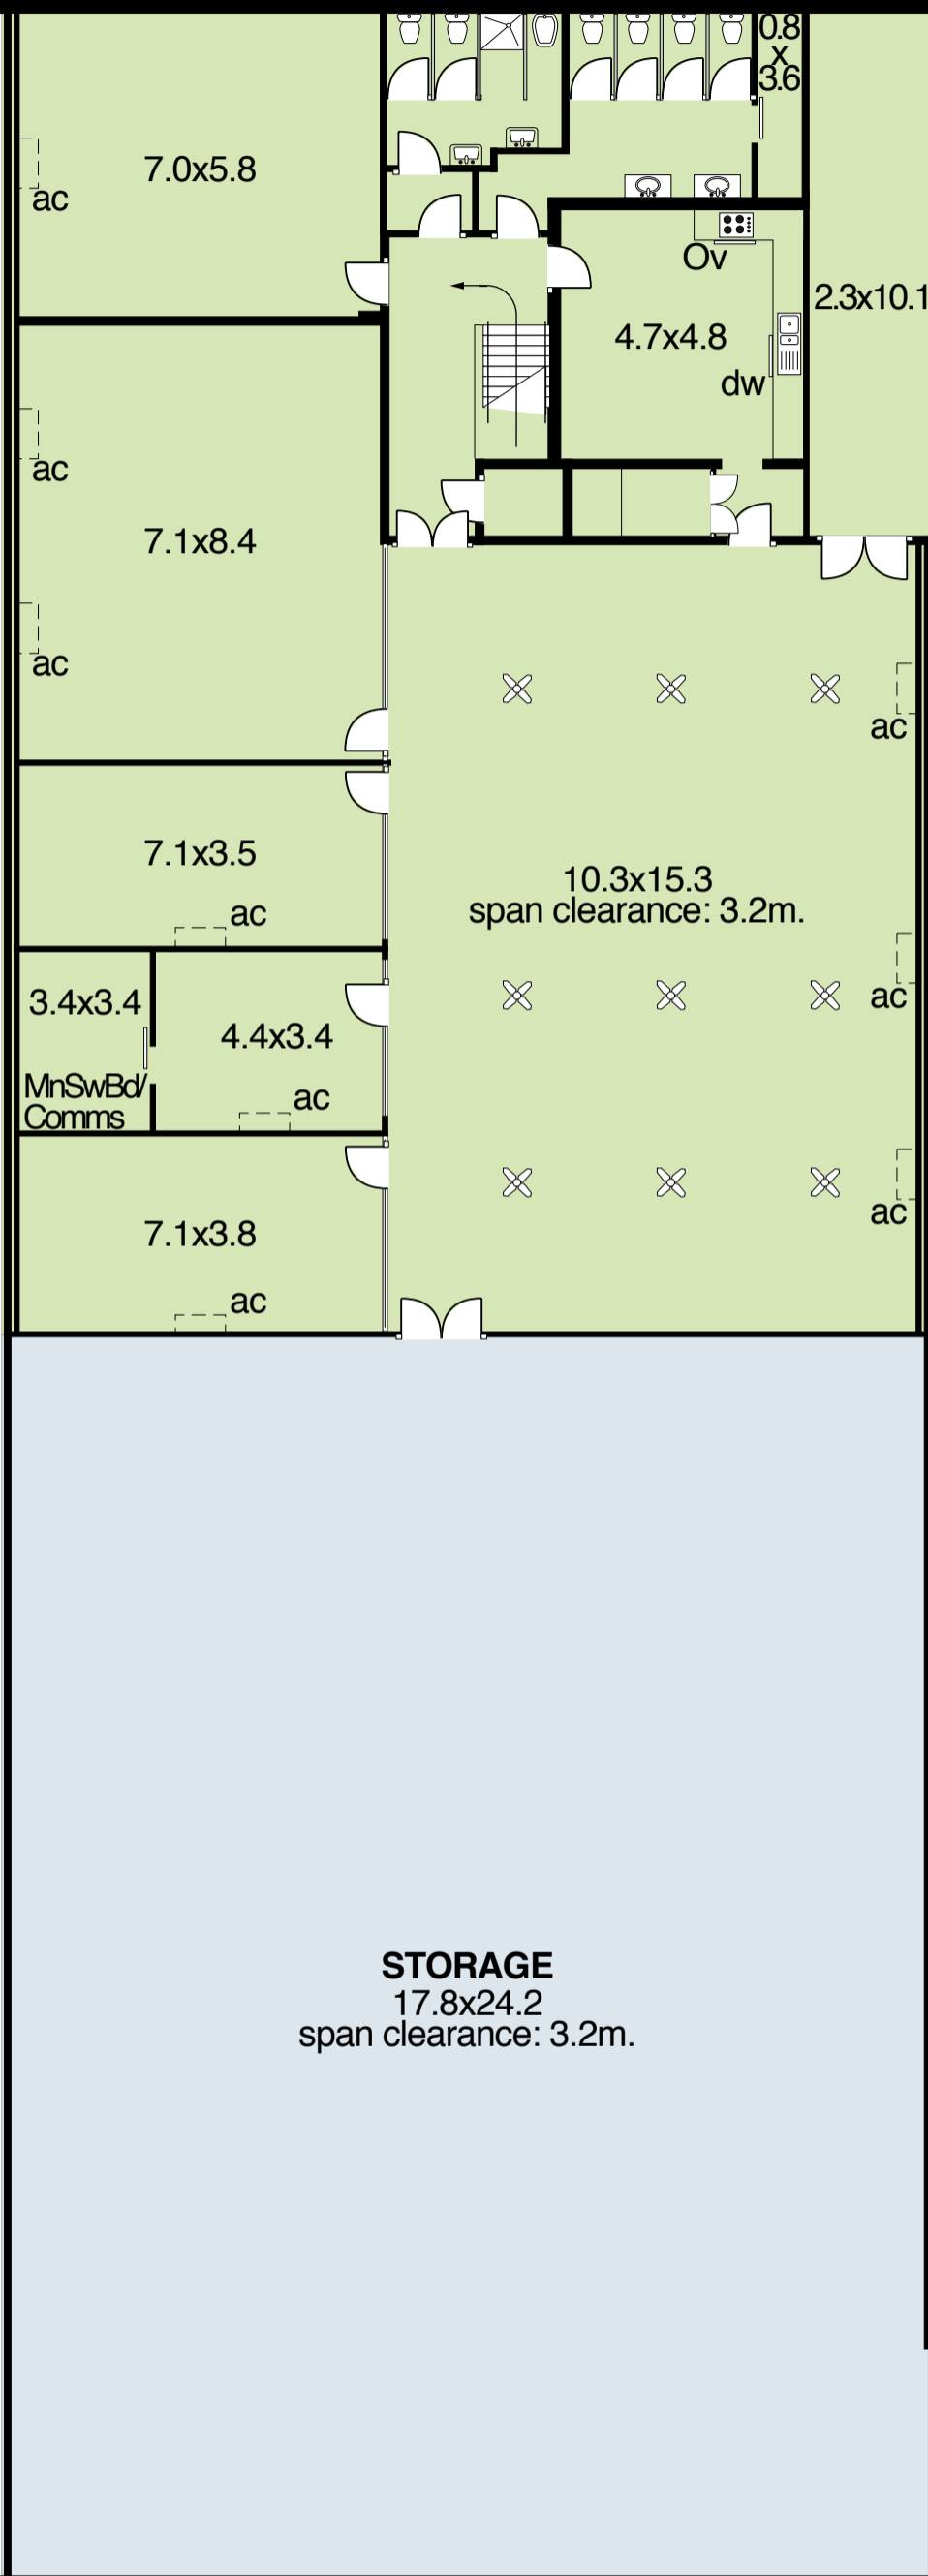 0.8
x
3.6
7.0x5.8
ac
Ov
2.3x10.1
4.7x4.8
dw
ac
7.1x8.4
ac
ac
7.1x3.5
10.3x15.3
span clearance: 3.2m.
ac
3.4x3.4
ac
4.4x3.4
MnSwBd/
Comms
ac
7.1x3.8
ac
ac
STORAGE
17.8x24.2
span clearance: 3.2m.